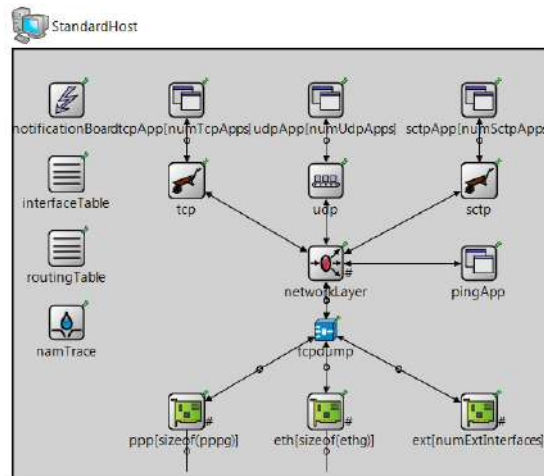 StandardHost
notificationBoard
tcpApp[numTcpApps]
udpApp[numUdpApps]
sctpApp[numSctpApps
interfaceTable
tcp
udp
sctp
routingTable
#
networkLayer
pingApp
namTrace
tcpdump
#
#
#
ppp[sizeof(pppg)]
eth[sizeof(ethg)]
ext[numExtInterfaces]